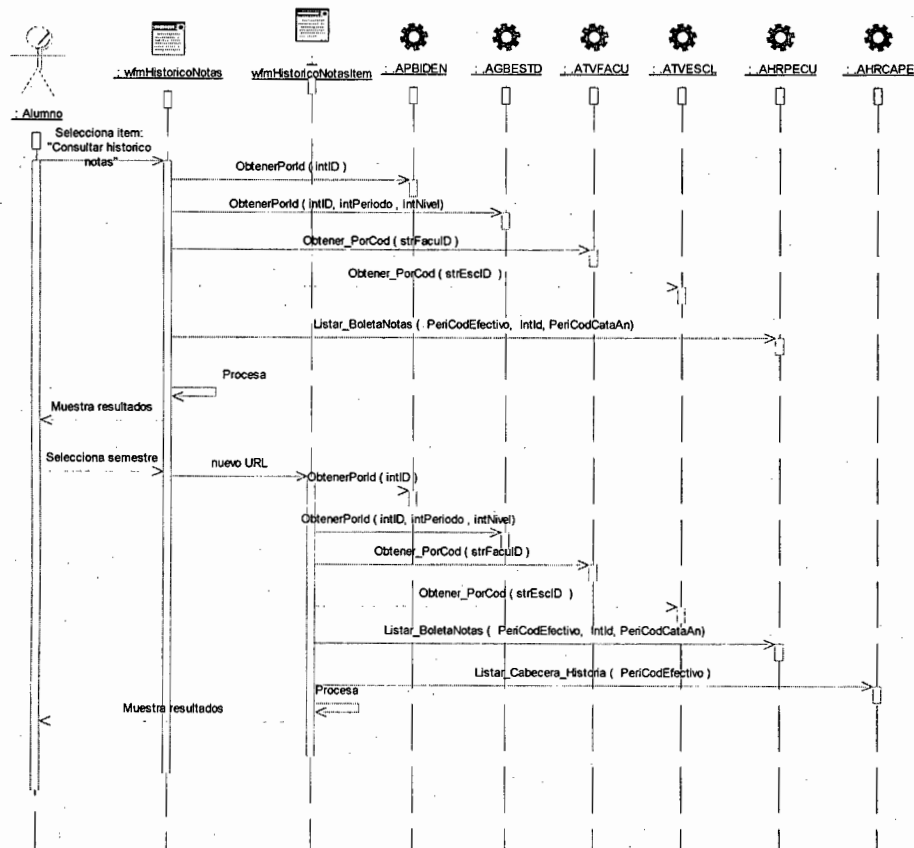 : Alumno
: wfmHistoricoNotas
wfmHistoricoNotasItem
: .APBIDEN
: .AGBESTD
: .ATVFACU
: .ATVESCL
: .AHRPECU
: .AHRCAPE
Selecciona item:
"Consultar historico
notas"
ObtenerPorId ( intID )
ObtenerPorId ( intID, intPeriodo , intNivel)
Obtener_PorCod ( strFacuID )
Obtener_PorCod ( strEscID )
Listar_BoletaNotas ( PeriCodEfectivo, IntId, PeriCodCataAn)
Procesa
Muestra resultados
Selecciona semestre
nuevo URL
ObtenerPorId ( intID )
ObtenerPorId ( intID, intPeriodo , intNivel)
Obtener_PorCod ( strFaculD )
Obtener_PorCod ( strEscID )
Listar_BoletaNotas ( PeriCodEfectivo, IntId, PeriCodCataAn)
Listar_Cabecera_Historia ( PeriCodEfectivo )
Procesa
Muestra resultados